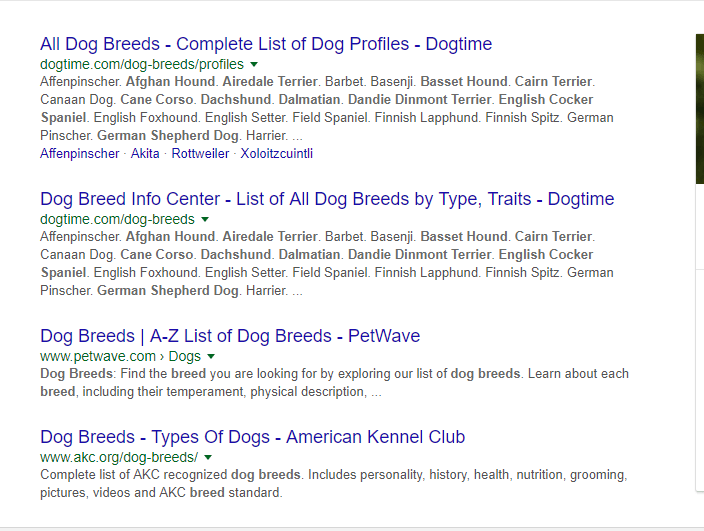 All Dog Breeds - Complete List of Dog Profiles - Dogtime
dogtime.com/dog-breeds/profiles
Affenpinscher. Afghan Hound. Airedale Terrier. Barbet. Basenji. Basset Hound. Cairn Terrier.
Canaan Dog. Cane Corso. Dachshund. Dalmatian. Dandie Dinmont Terrier. English Cocker
Spaniel. English Foxhound. English Setter. Field Spaniel. Finnish Lapphund. Finnish Spitz. German
Pinscher. German Shepherd Dog. Harrier. ...
Affenpinscher · Akita · Rottweiler · Xoloitzcuintli
Dog Breed Info Center - List of All Dog Breeds by Type, Traits - Dogtime
dogtime.com/dog-breeds
Affenpinscher. Afghan Hound. Airedale Terrier. Barbet. Basenji. Basset Hound. Cairn Terrier.
Canaan Dog. Cane Corso. Dachshund. Dalmatian. Dandie Dinmont Terrier. English Cocker
Spaniel. English Foxhound. English Setter. Field Spaniel. Finnish Lapphund. Finnish Spitz. German
Pinscher. German Shepherd Dog. Harrier. ...
Dog Breeds | A-Z List of Dog Breeds - PetWave
www.petwave.com › Dogs
Dog Breeds: Find the breed you are looking for by exploring our list of dog breeds. Learn about each
breed, including their temperament, physical description, ...
Dog Breeds - Types Of Dogs - American Kennel Club
www.akc.org/dog-breeds/
Complete list of AKC recognized dog breeds. Includes personality, history, health, nutrition, grooming,
pictures, videos and AKC breed standard.